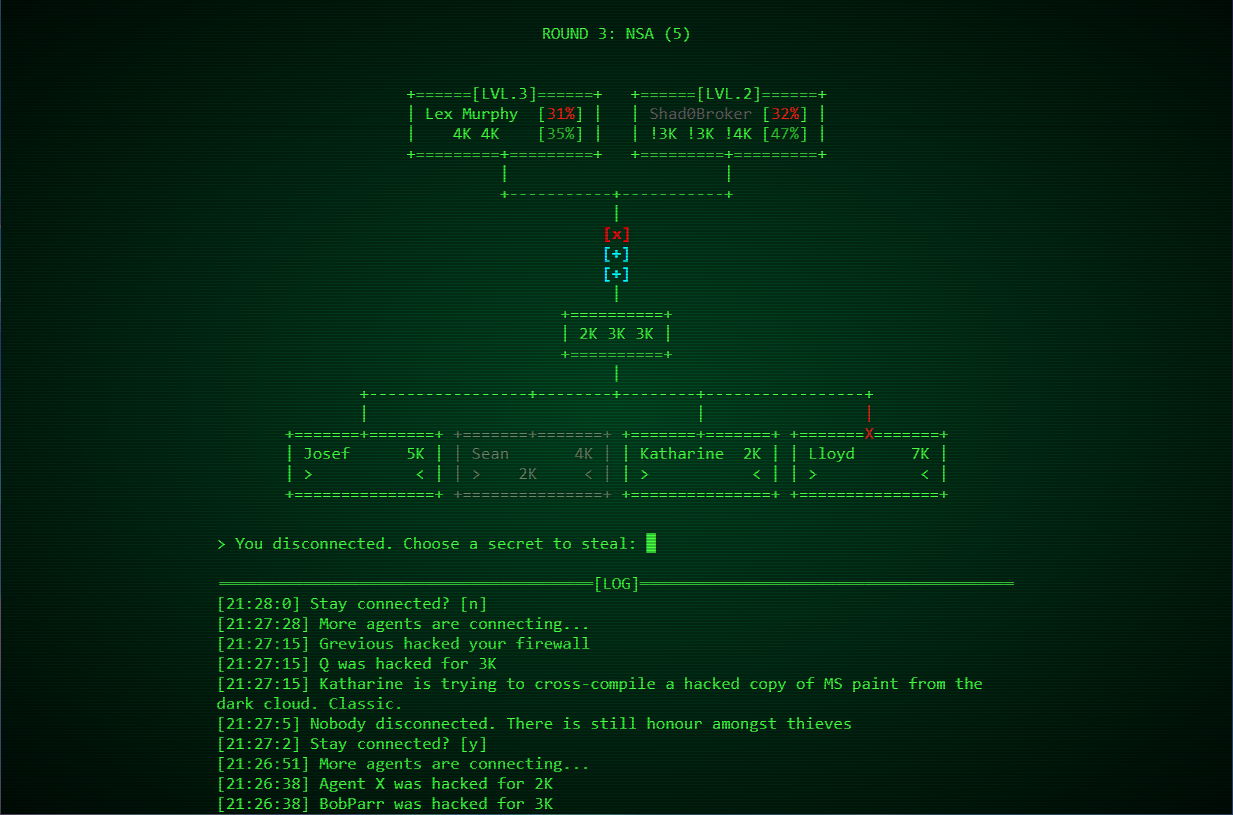 ROUND 3: NSA (5)
+======[LVL.3]======+ +======[LVL.2]======+
| Lex Murphy [31%] | | Shad0Broker [32%] |
| 4K 4K [35%] | | !3K !3K !4K [47%] |
+=========+=========+ +=========+=========+
| |
+-----------+-----------+
|
[x]
[+]
[+]
|
+==========+
| 2K 3K 3K |
+==========+
|
+-----------------+--------+--------+-----------------+
| | |
+=======+=======+ +=======+=======+ +=======+=======+ +=======X=======+
| Josef 5K | | Sean 4K | | Katharine 2K | | Lloyd 7K |
| > < | | > 2K < | | > < | | > < |
+===============+ +===============+ +===============+ +===============+
> You disconnected. Choose a secret to steal:
[LOG]
[21:28:0] Stay connected? [n]
[21:27:28] More agents are connecting...
[21:27:15] Grevious hacked your firewall
[21:27:15] Q was hacked for 3K
[21:27:15] Katharine is trying to cross-compile a hacked copy of MS paint from the
dark cloud. Classic.
[21:27:5] Nobody disconnected. There is still honour amongst thieves
[21:27:2] Stay connected? [y]
[21:26:51] More agents are connecting...
[21:26:38] Agent X was hacked for 2K
[21:26:38] BobParr was hacked for 3K